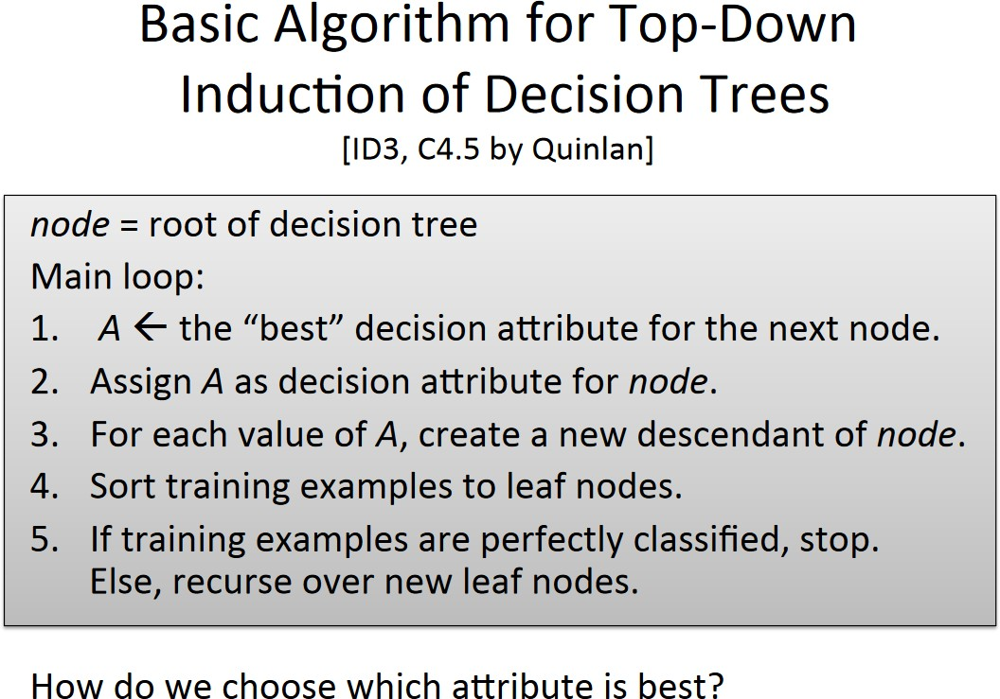 Basic Algorithm for Top-Down
Induction of Decision Trees
[ID3, C4.5 by Quinlan]
node = root of decision tree
Main loop:
1. A ← the “best” decision attribute for the next node.
2. Assign A as decision attribute for node.
3. For each value of A, create a new descendant of node.
4. Sort training examples to leaf nodes.
5. If training examples are perfectly classified, stop.
Else, recurse over new leaf nodes.
How do we choose which attribute is best?